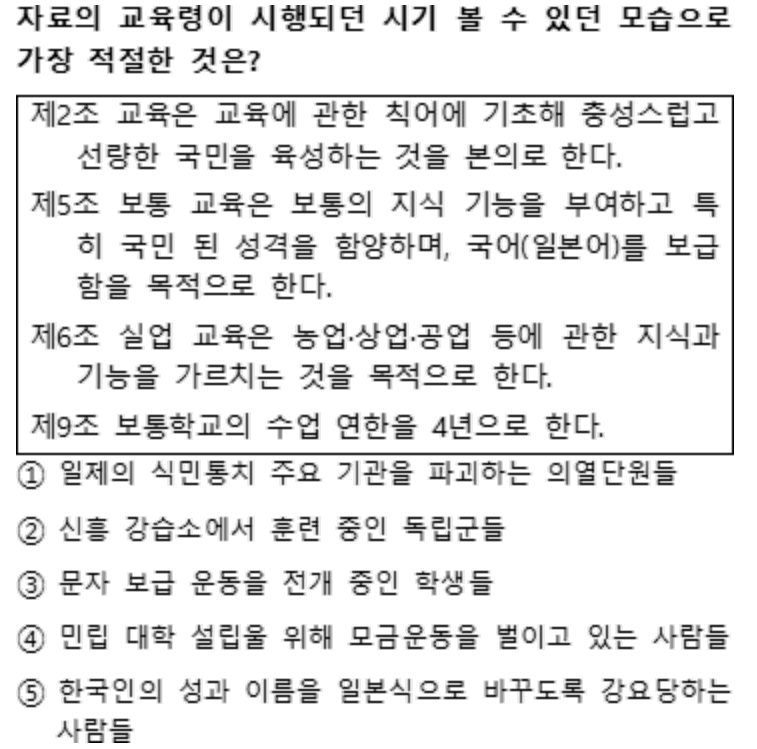 자료의 교육령이 시행되던 시기 볼 수 있던 모습으로
가장 적절한 것은?
제2조 교육은 교육에 관한 칙어에 기초해 충성스럽고
선량한 국민을 육성하는 것을 본의로 한다.
제5조 보통 교육은 보통의 지식 기능을 부여하고 특
히 국민 된 성격을 함양하며, 국어(일본어)를 보급
함을 목적으로 한다.
제6조 실업 교육은 농업·상업·공업 등에 관한 지식과
기능을 가르치는 것을 목적으로 한다.
제9조 보통학교의 수업 연한을 4년으로 한다.
① 일제의 식민통치 주요 기관을 파괴하는 의열단원들
② 신흥 강습소에서 훈련 중인 독립군들
③ 문자 보급 운동을 전개 중인 학생들
④ 민립 대학 설립울 위해 모금운동을 벌이고 있는 사람들
⑤ 한국인의 성과 이름을 일본식으로 바꾸도록 강요당하는
사람들